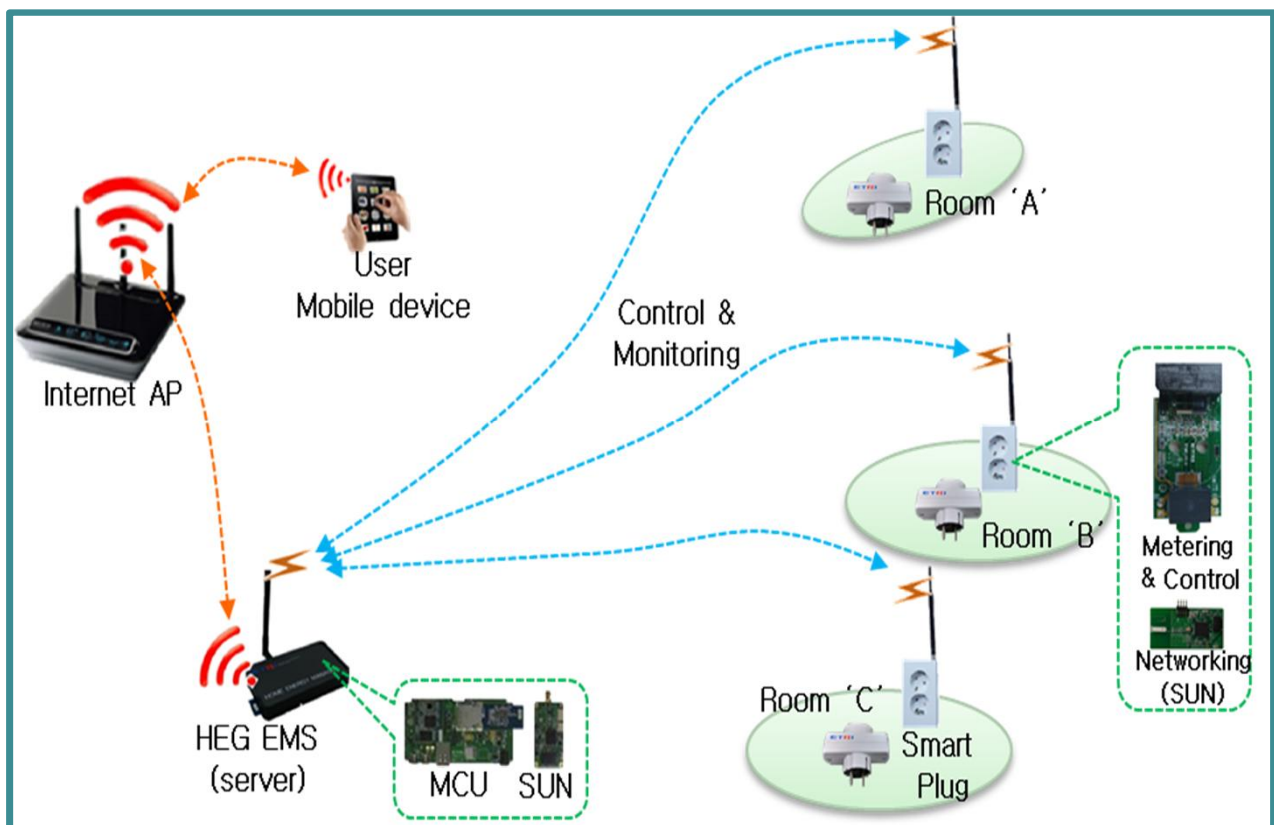 Room ‘A’
User
Mobile device
Internet AP
Control &
Monitoring
Room ‘B’
Metering
& Control
Networking
(SUN)
HEG EMS
(server)
MCU
SUN
Room ‘C’
Smart
Plug